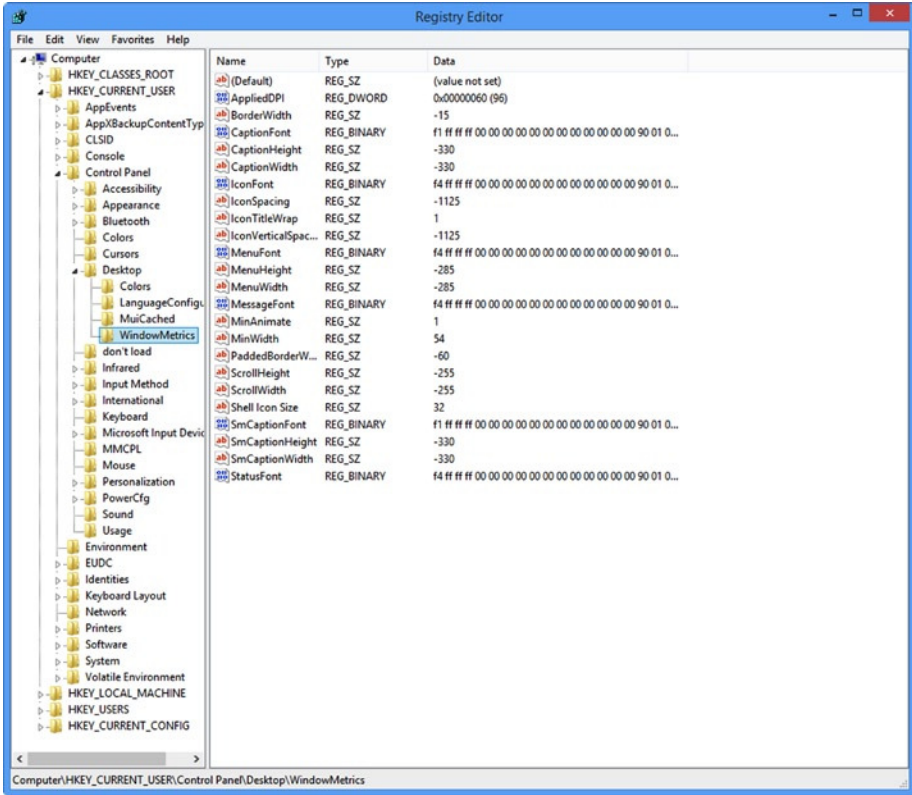 Registry Editor
File Edit View Favorites Help
Computer
HKEY_CLASSES_ROOT
HKEY_CURRENT_USER
AppEvents
AppXBackupContentTyp
CLSID
Console
Control Panel
Accessibility
Appearance
Bluetooth
Colors
Cursors
Desktop
Colors
LanguageConfigu
MuiCached
WindowMetrics
don't load
Infrared
Input Method
International
Keyboard
Microsoft Input Devic
MMCPL
Mouse
Personalization
PowerCfg
Sound
Usage
Environment
EUDC
Identities
Keyboard Layout
Network
Printers
Software
System
Volatile Environment
HKEY_LOCAL_MACHINE
HKEY_USERS
HKEY_CURRENT_CONFIG
Name Type Data
(Default) REG_SZ (value not set)
AppliedDPI REG_DWORD 0x00000060 (96)
BorderWidth REG_SZ -15
CaptionFont REG_BINARY f1 ff ff ff 00 00 00 00 00 00 00 00 00 00 00 00 90 01 0...
CaptionHeight REG_SZ -330
CaptionWidth REG_SZ -330
IconFont REG_BINARY f4 ff ff ff 00 00 00 00 00 00 00 00 00 00 00 00 90 01 0...
IconSpacing REG_SZ -1125
IconTitleWrap REG_SZ 1
IconVerticalSpac... REG_SZ -1125
MenuFont REG_BINARY f4 ff ff ff 00 00 00 00 00 00 00 00 00 00 00 00 90 01 0...
MenuHeight REG_SZ -285
MenuWidth REG_SZ -285
MessageFont REG_BINARY f4 ff ff ff 00 00 00 00 00 00 00 00 00 00 00 00 90 01 0...
MinAnimate REG_SZ 1
MinWidth REG_SZ 54
PaddedBorderW... REG_SZ -60
ScrollHeight REG_SZ -255
ScrollWidth REG_SZ -255
Shell Icon Size REG_SZ 32
SmCaptionFont REG_BINARY f1 ff ff ff 00 00 00 00 00 00 00 00 00 00 00 00 90 01 0...
SmCaptionHeight REG_SZ -330
SmCaptionWidth REG_SZ -330
StatusFont REG_BINARY f4 ff ff ff 00 00 00 00 00 00 00 00 00 00 00 00 90 01 0...
Computer\HKEY_CURRENT_USER\Control Panel\Desktop\WindowMetrics